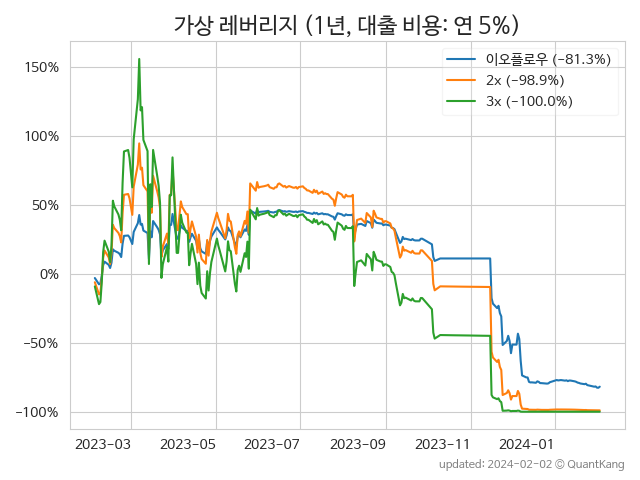 가상 레버리지 (1년, 대출 비용: 연 5%)
이오플로우 (−81.3%)
2x (−98.9%)
3x (−100.0%)
150%
100%
50%
0%
−50%
−100%
2023-03 2023-05 2023-07 2023-09 2023-11 2024-01
updated: 2024-02-02 © QuantKang